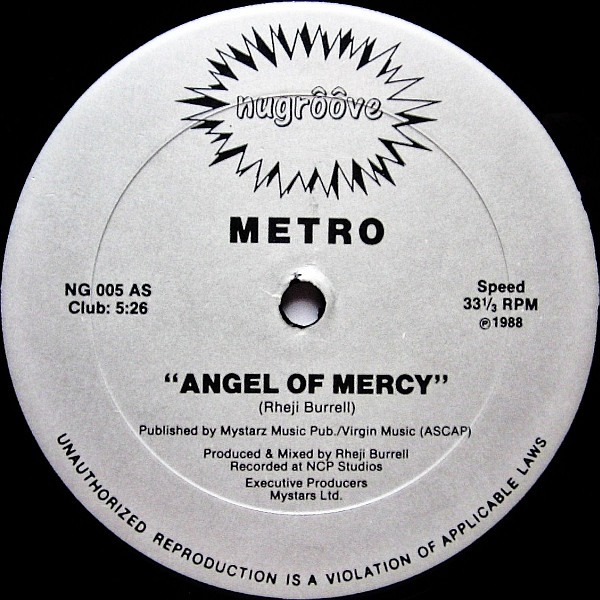 nugrôôve
METRO
NG 005 AS
Club: 5:26
Speed
33⅓ RPM
℗1988
"ANGEL OF MERCY"
(Rheji Burrell)
Published by Mystarz Music Pub./Virgin Music (ASCAP)
Produced & Mixed by Rheji Burrell
Recorded at NCP Studios
Executive Producers
Mystars Ltd.
UNAUTHORIZED REPRODUCTION IS A VIOLATION OF APPLICABLE LAWS